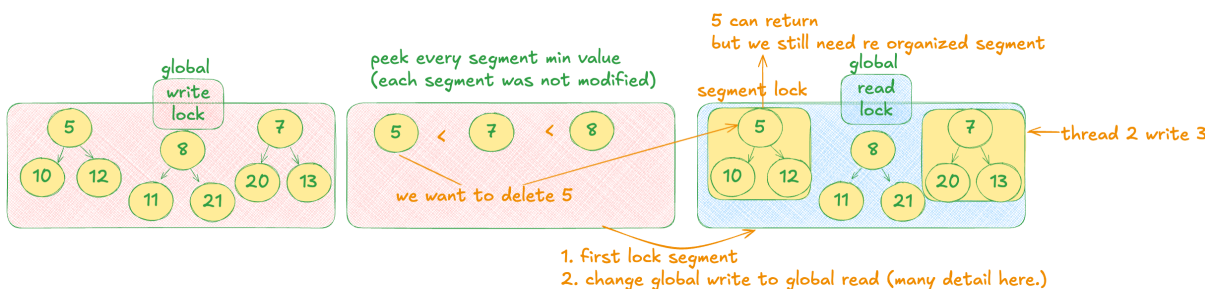 global
write
lock
5
10
12
8
11
21
7
20
13
peek every segment min value
(each segment was not modified)
5 < 7 < 8
we want to delete 5
5 can return
but we still need re organized segment
global
read
lock
segment lock
5
10
12
8
11
21
7
20
13
thread 2 write 3
1. first lock segment
2. change global write to global read (many detail here.)